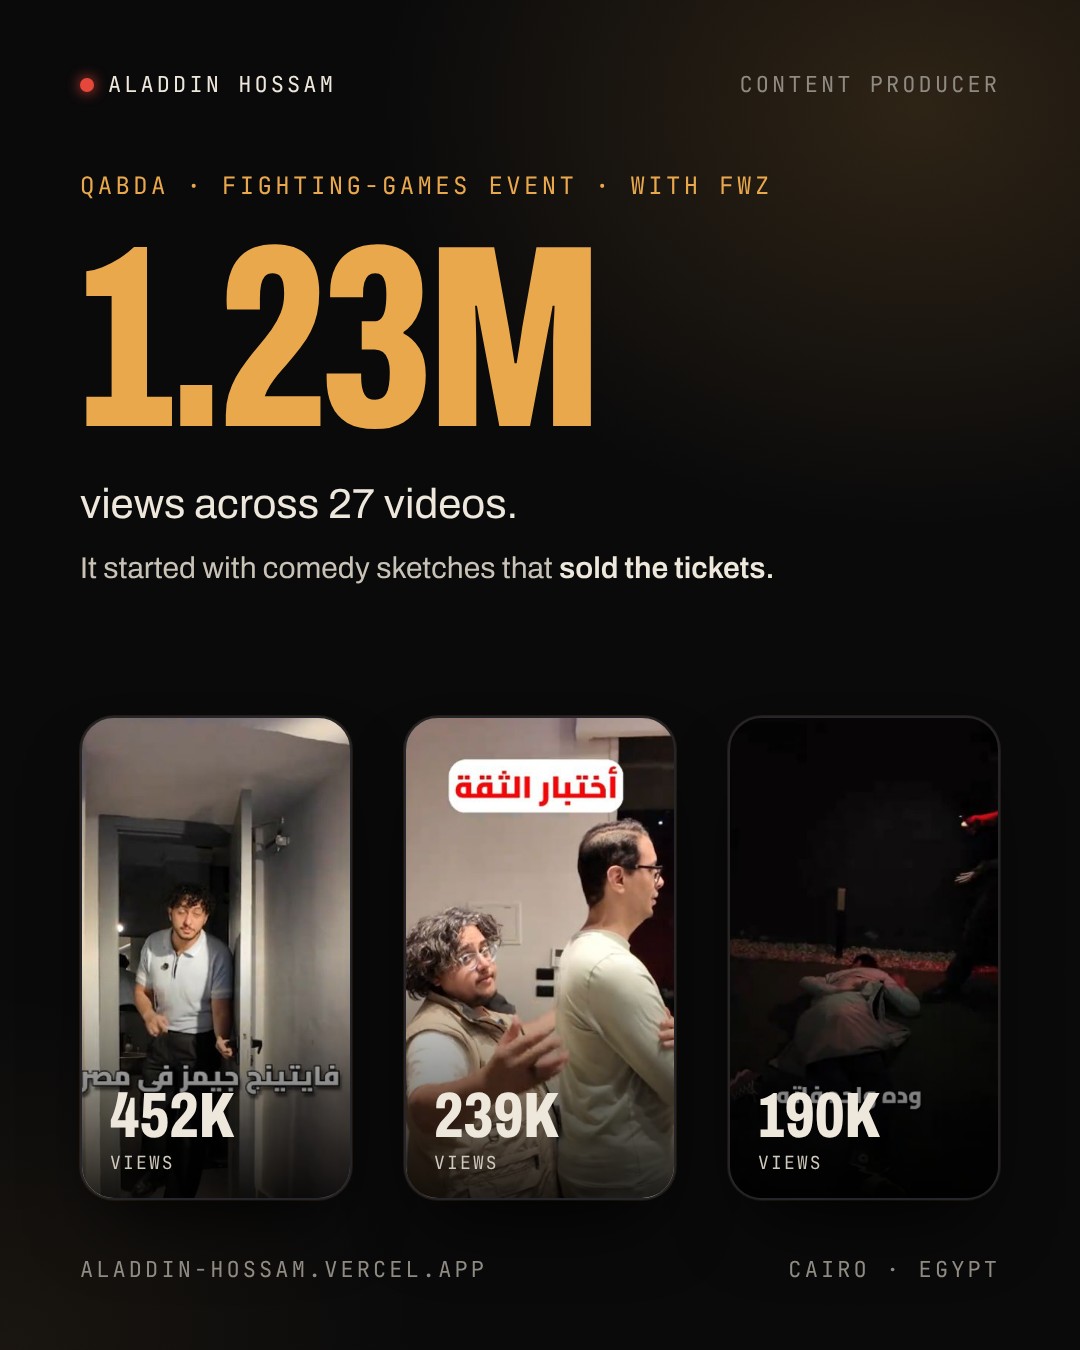 ALADDIN HOSSAM
CONTENT PRODUCER
QABDA · FIGHTING-GAMES EVENT · WITH FWZ
1.23M
views across 27 videos.
It started with comedy sketches that sold the tickets.
فايتينج جيمز في مصر
452K
VIEWS
أختبار الثقة
239K
VIEWS
وده
190K
VIEWS
ALADDIN-HOSSAM.VERCEL.APP
CAIRO · EGYPT